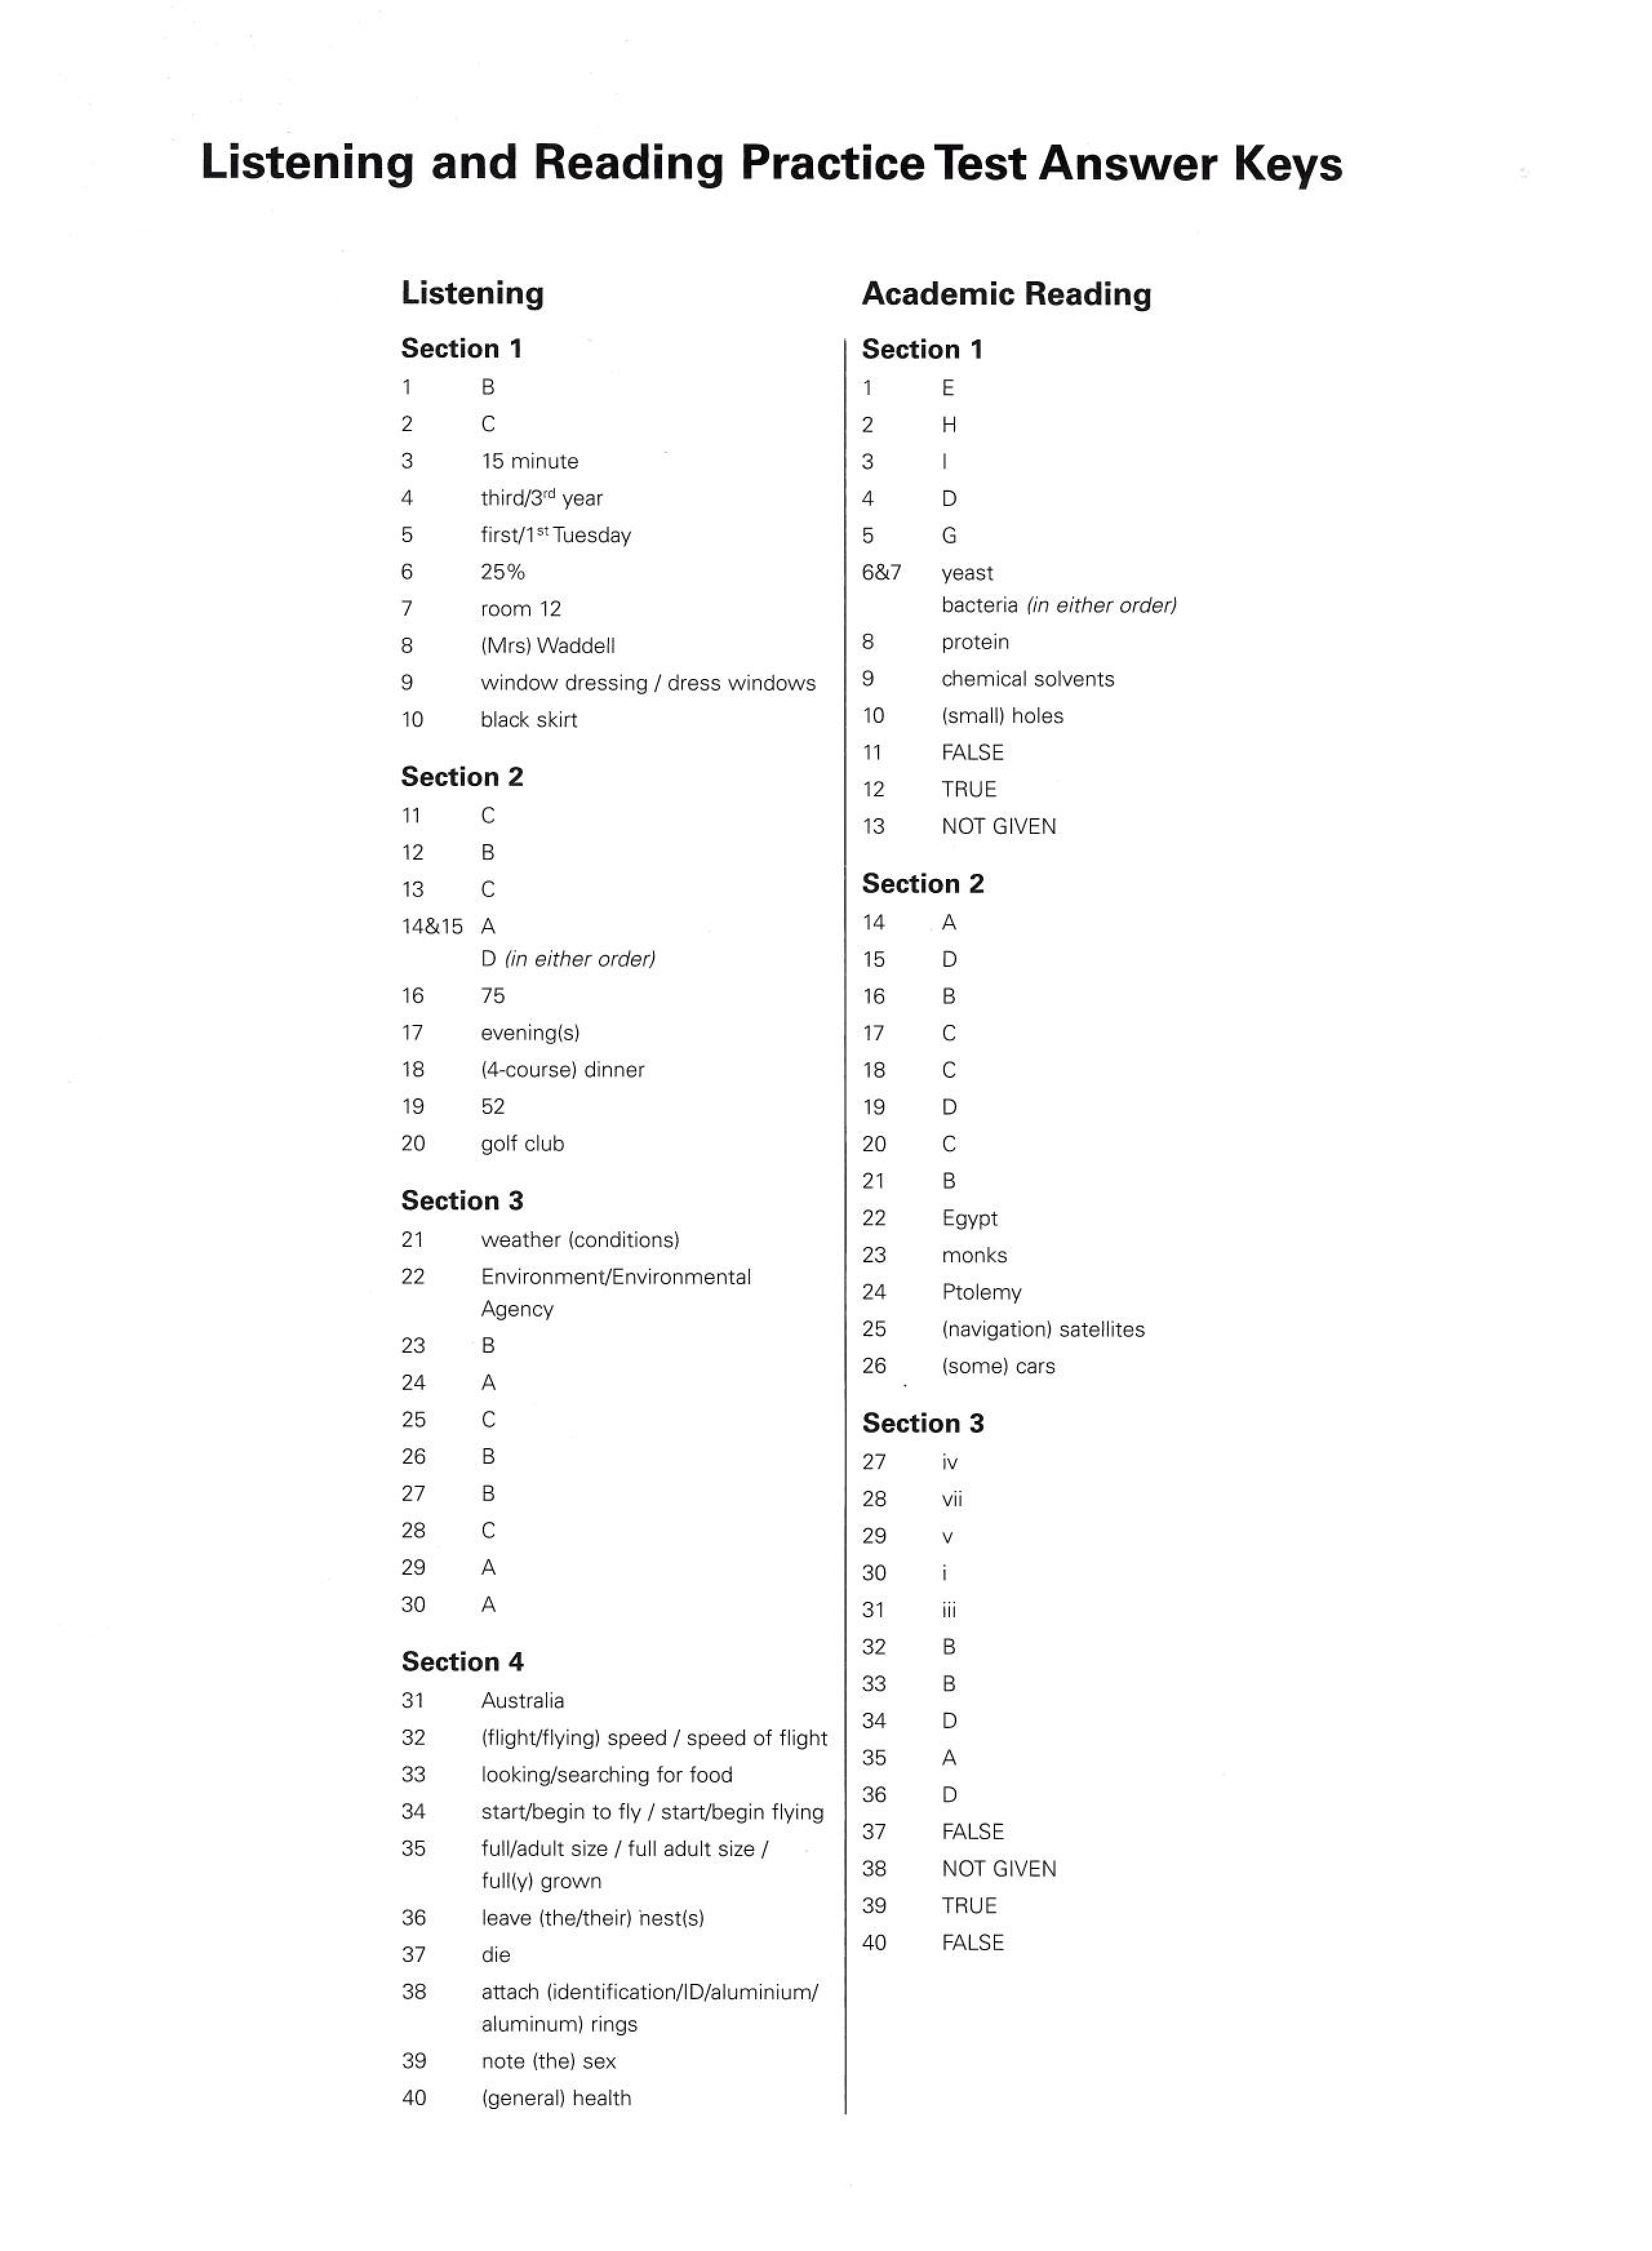 Listening and Reading Practice Test Answer Keys
Listening
Section 1
1 B
2 C
3 15 minute
4 third/3rd year
5 first/1st Tuesday
6 25%
7 room 12
8 (Mrs) Waddell
9 window dressing / dress windows
10 black skirt
Section 2
11 C
12 B
13 C
14&15 A
D (in either order)
16 75
17 evening(s)
18 (4-course) dinner
19 52
20 golf club
Section 3
21 weather (conditions)
22 Environment/Environmental
Agency
23 B
24 A
25 C
26 B
27 B
28 C
29 A
30 A
Section 4
31 Australia
32 (flight/flying) speed / speed of flight
33 looking/searching for food
34 start/begin to fly / start/begin flying
35 full/adult size / full adult size /
full(y) grown
36 leave (the/their) nest(s)
37 die
38 attach (identification/ID/aluminium/
aluminum) rings
39 note (the) sex
40 (general) health
Academic Reading
Section 1
1 E
2 H
3 I
4 D
5 G
6&7 yeast
bacteria (in either order)
8 protein
9 chemical solvents
10 (small) holes
11 FALSE
12 TRUE
13 NOT GIVEN
Section 2
14 A
15 D
16 B
17 C
18 C
19 D
20 C
21 B
22 Egypt
23 monks
24 Ptolemy
25 (navigation) satellites
26 (some) cars
Section 3
27 iv
28 vii
29 v
30 i
31 iii
32 B
33 B
34 D
35 A
36 D
37 FALSE
38 NOT GIVEN
39 TRUE
40 FALSE